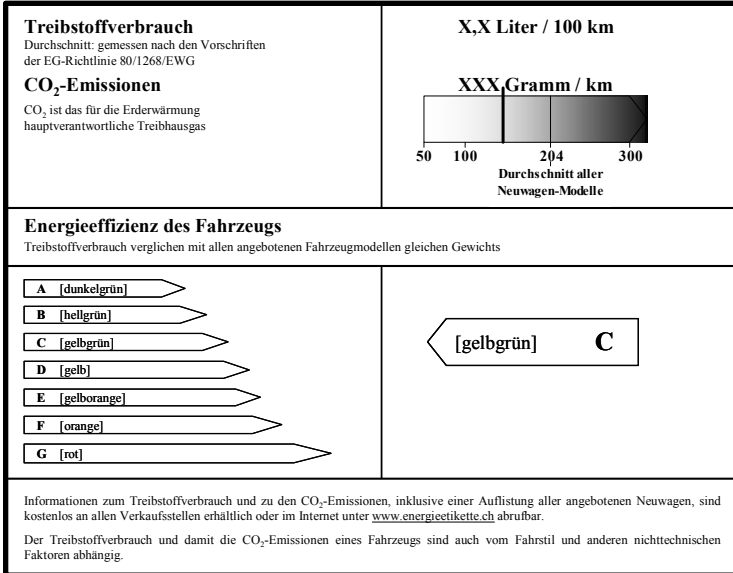 Treibstoffverbrauch
Durchschnitt: gemessen nach den Vorschriften
der EG-Richtlinie 80/1268/EWG
CO₂-Emissionen
CO₂ ist das für die Erderwärmung
hauptverantwortliche Treibhausgas
X,X Liter / 100 km
XXX Gramm / km
50 100 204 300
Durchschnitt aller
Neuwagen-Modelle
Energieeffizienz des Fahrzeugs
Treibstoffverbrauch verglichen mit allen angebotenen Fahrzeugmodellen gleichen Gewichts
A [dunkelgrün]
B [hellgrün]
C [gelbgrün]
D [gelb]
E [gelborange]
F [orange]
G [rot]
[gelbgrün] C
Informationen zum Treibstoffverbrauch und zu den CO₂-Emissionen, inklusive einer Auflistung aller angebotenen Neuwagen, sind
kostenlos an allen Verkaufsstellen erhältlich oder im Internet unter www.energieetikette.ch abrufbar.
Der Treibstoffverbrauch und damit die CO₂-Emissionen eines Fahrzeugs sind auch vom Fahrstil und anderen nichttechnischen
Faktoren abhängig.